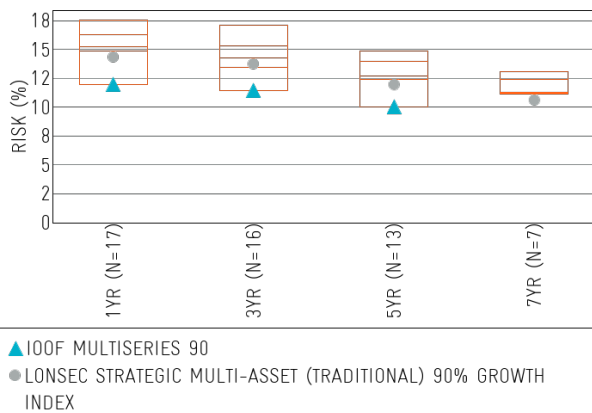 18
15
12
10
8
5
2
0
RISK (%)
1YR (N=17)
3YR (N=16)
5YR (N=13)
7YR (N=7)
IOOF MULTISERIES 90
LONSEC STRATEGIC MULTI-ASSET (TRADITIONAL) 90% GROWTH
INDEX